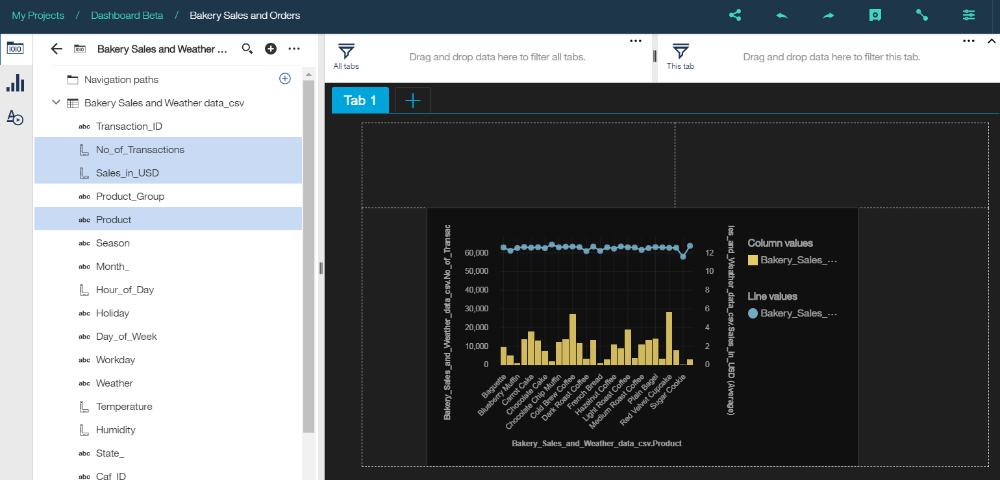 My Projects / Dashboard Beta / Bakery Sales and Orders
Bakery Sales and Weather ...
Navigation paths
Bakery Sales and Weather data_csv
abc Transaction_ID
No_of_Transactions
Sales_in_USD
abc Product_Group
abc Product
abc Season
abc Month_
Hour_of_Day
abc Holiday
abc Day_of_Week
abc Workday
abc Weather
Temperature
Humidity
abc State_
abc Caf_ID
All tabs
Drag and drop data here to filter all tabs.
This tab
Drag and drop data here to filter this tab.
Tab 1
Bakery_Sales_and_Weather_data_csv.No_of_Transac
60,000
50,000
40,000
30,000
20,000
10,000
0
12
10
8
6
4
2
0
les_and_Weather_data_csv.Sales_in_USD (Average)
Baguette
Blueberry Muffin
Carrot Cake
Chocolate Cake
Chocolate Chip Muffin
Cold Brew Coffee
Dark Roast Coffee
French Bread
Hazelnut Coffee
Light Roast Coffee
Medium Roast Coffee
Plain Bagel
Red Velvet Cupcake
Sugar Cookie
Bakery_Sales_and_Weather_data_csv.Product
Column values
Bakery_Sales_...
Line values
Bakery_Sales_...